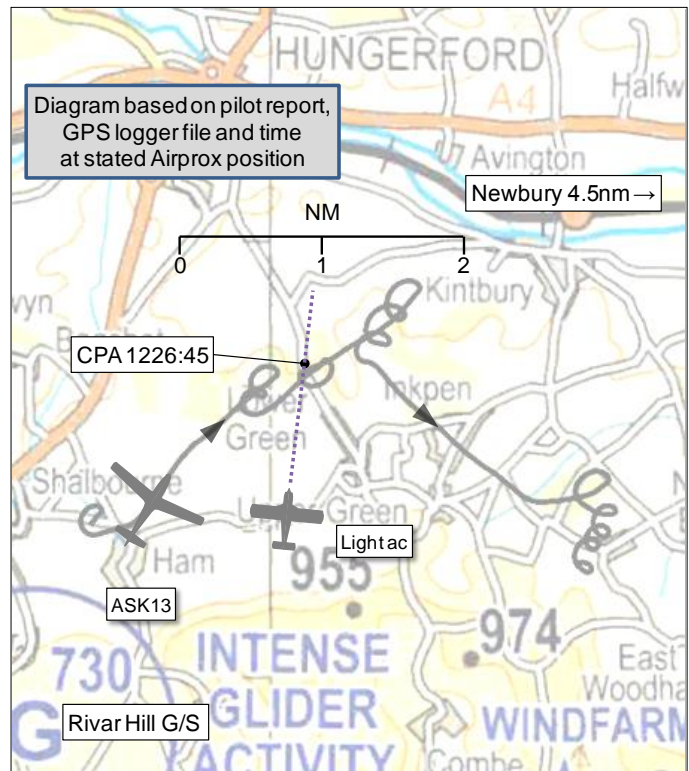 HUNGERFORD
Diagram based on pilot report,
GPS logger file and time
at stated Airprox position
Halfw
A4
Avington
Newbury 4.5nm→
NM
0 1 2
Kintbury
wyn
CPA 1226:45
Inkpen
Green
Shalbourne
Green
Light ac
Ham
955
ASK13
974
730
INTENSE
East
Woodha
G
Rivar Hill G/S
GLIDER
WINDFARM
ACTIVITY
Combe